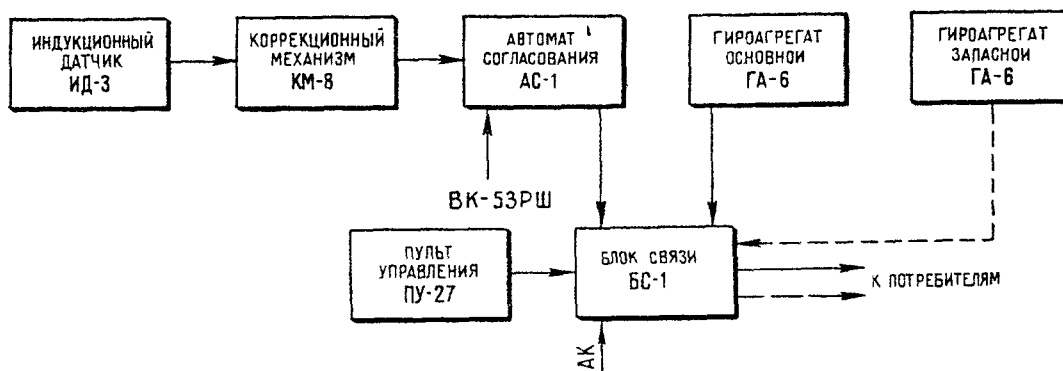 ИНДУКЦИОННЫЙ
ДАТЧИК
ИД-3
КОРРЕКЦИОННЫЙ
МЕХАНИЗМ
КМ-8
АВТОМАТ
СОГЛАСОВАНИЯ
АС-1
ГИРОАГРЕГАТ
ОСНОВНОЙ
ГА-6
ГИРОАГРЕГАТ
ЗАПАСНОЙ
ГА-6
ВК-53РШ
ПУЛЬТ
УПРАВЛЕНИЯ
ПУ-27
БЛОК СВЯЗИ
БС-1
К ПОТРЕБИТЕЛЯМ
АК